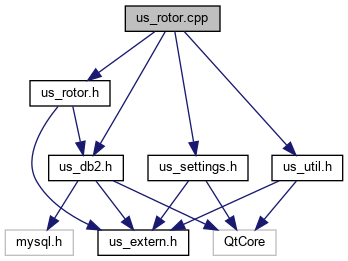 us_rotor.cpp
us_rotor.h
us_db2.h
us_settings.h
us_util.h
mysql.h
us_extern.h
QtCore